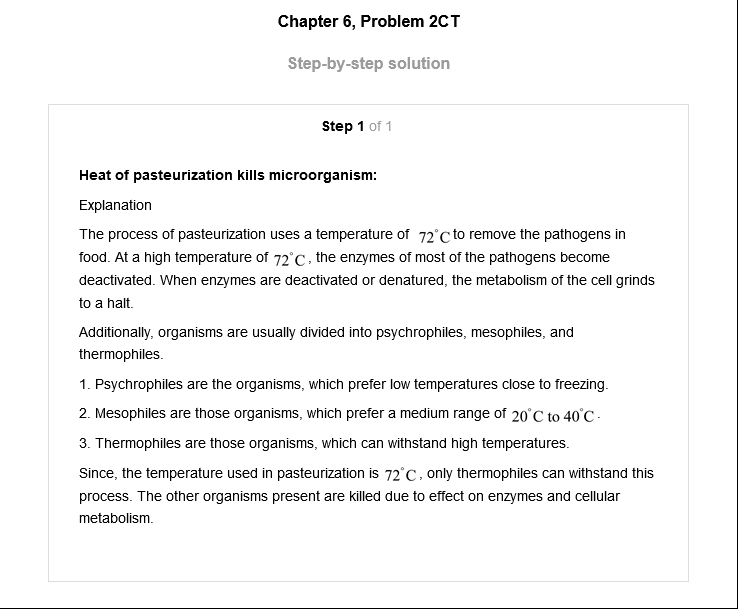 Chapter 6, Problem 2CT
Step-by-step solution
Step 1 of 1
Heat of pasteurization kills microorganism:
Explanation
The process of pasteurization uses a temperature of 72°C to remove the pathogens in
food. At a high temperature of 72°C, the enzymes of most of the pathogens become
deactivated. When enzymes are deactivated or denatured, the metabolism of the cell grinds
to a halt.
Additionally, organisms are usually divided into psychrophiles, mesophiles, and
thermophiles.
1. Psychrophiles are the organisms, which prefer low temperatures close to freezing.
2. Mesophiles are those organisms, which prefer a medium range of 20°C to 40°C.
3. Thermophiles are those organisms, which can withstand high temperatures.
Since, the temperature used in pasteurization is 72°C, only thermophiles can withstand this
process. The other organisms present are killed due to effect on enzymes and cellular
metabolism.